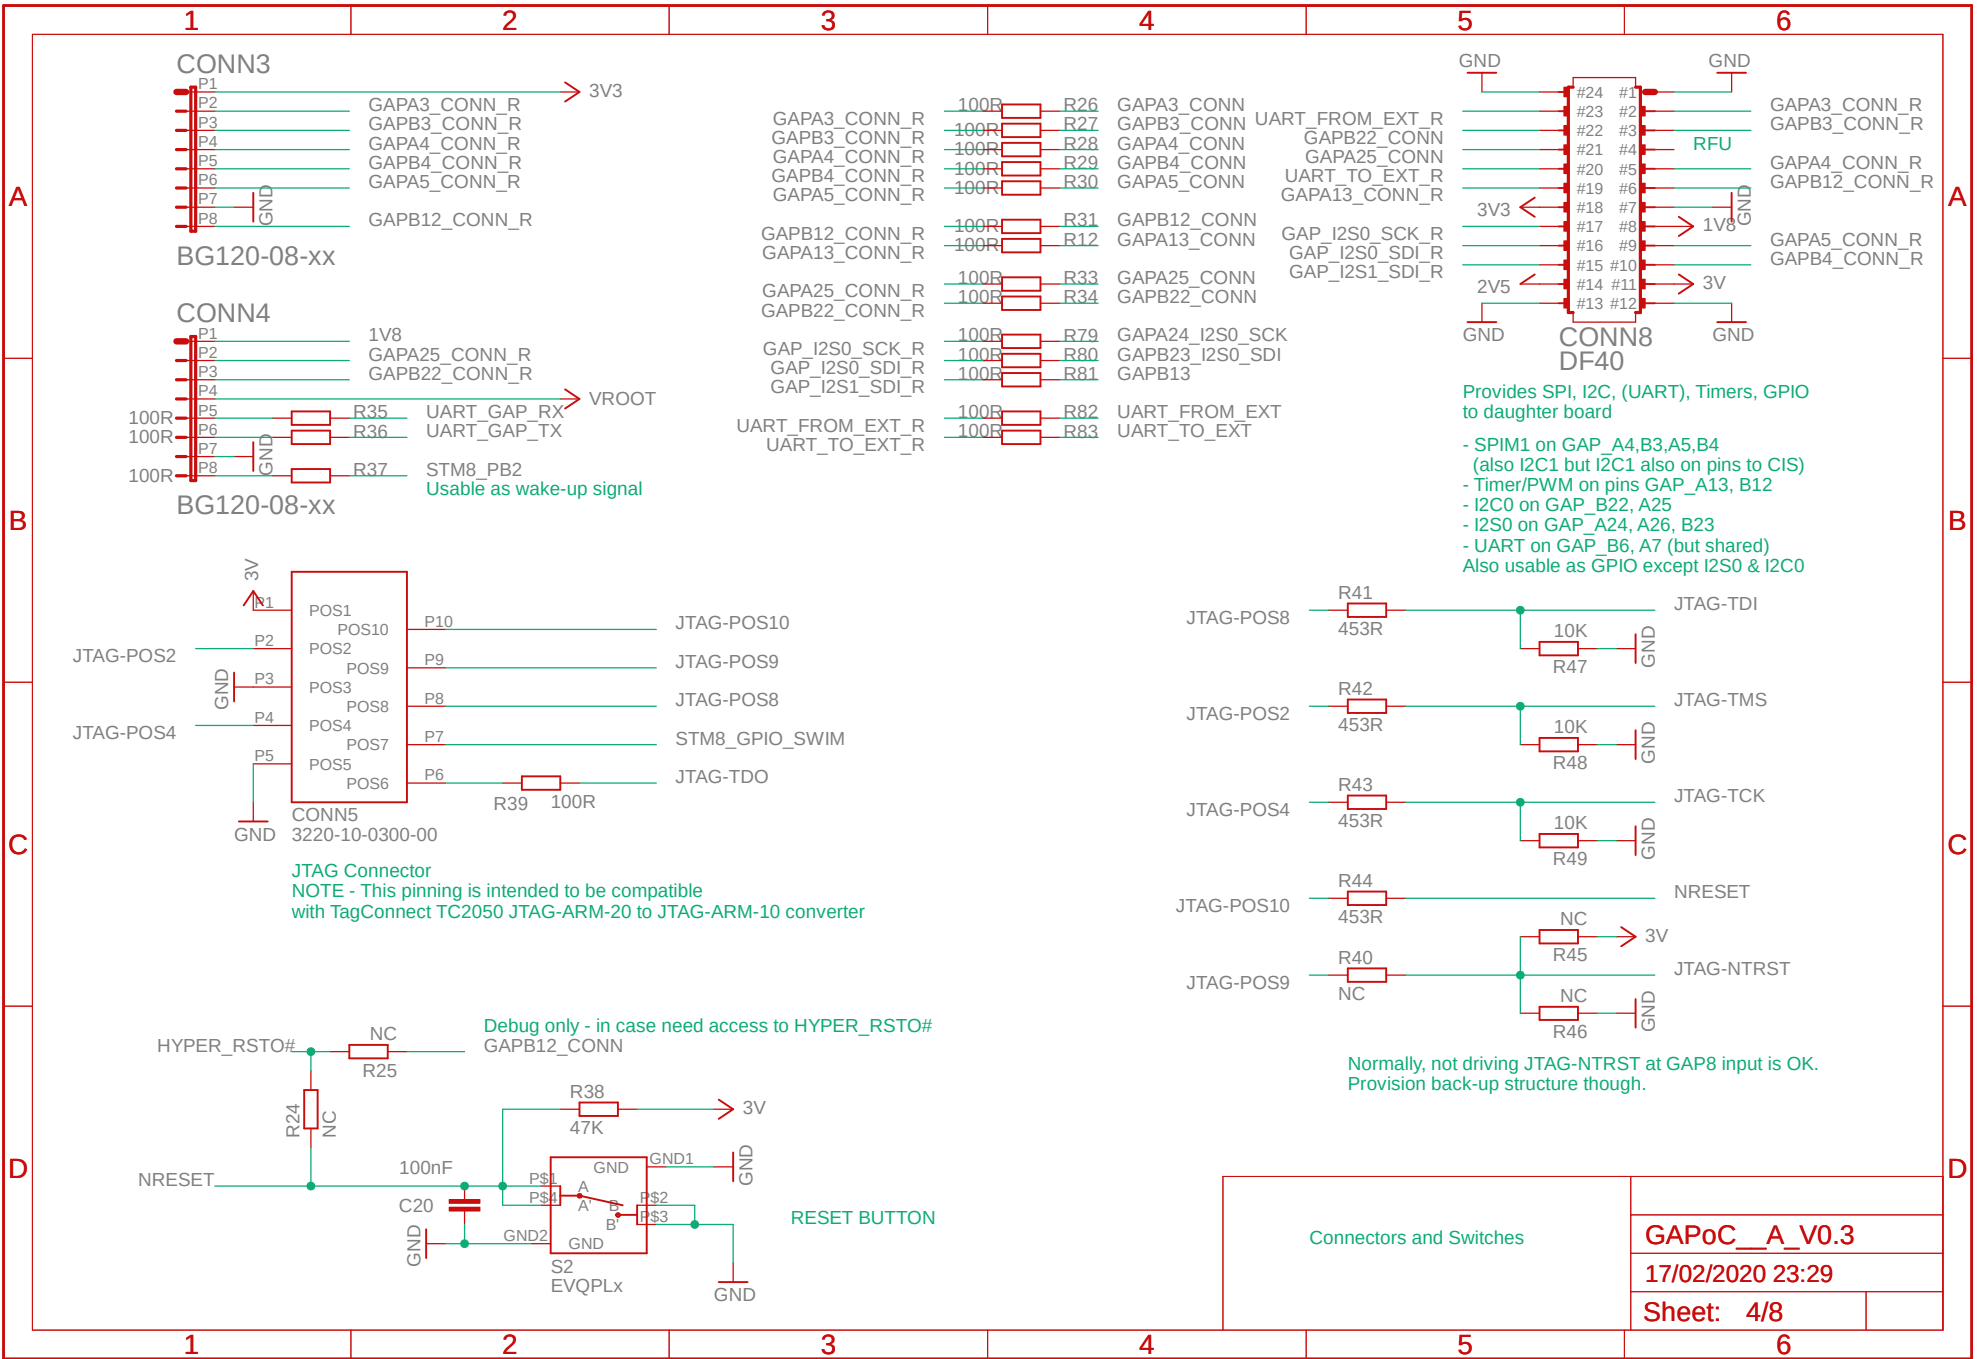 1 2 3 4 5 6
A
B
C
D
CONN3
P1 3V3
P2 GAPA3_CONN_R
P3 GAPB3_CONN_R
P4 GAPA4_CONN_R
P5 GAPB4_CONN_R
P6 GAPA5_CONN_R
P7 GND
P8 GAPB12_CONN_R
BG120-08-xx
CONN4
P1 1V8
P2 GAPA25_CONN_R
P3 GAPB22_CONN_R
P4 VROOT
100R P5 R35 UART_GAP_RX
100R P6 R36 UART_GAP_TX
P7 GND
100R P8 R37 STM8_PB2
Usable as wake-up signal
BG120-08-xx
GAPA3_CONN_R 100R R26 GAPA3_CONN
GAPB3_CONN_R 100R R27 GAPB3_CONN
GAPA4_CONN_R 100R R28 GAPA4_CONN
GAPB4_CONN_R 100R R29 GAPB4_CONN
GAPA5_CONN_R 100R R30 GAPA5_CONN
GAPB12_CONN_R 100R R31 GAPB12_CONN
GAPA13_CONN_R 100R R12 GAPA13_CONN
GAPA25_CONN_R 100R R33 GAPA25_CONN
GAPB22_CONN_R 100R R34 GAPB22_CONN
GAP_I2S0_SCK_R 100R R79 GAPA24_I2S0_SCK
GAP_I2S0_SDI_R 100R R80 GAPB23_I2S0_SDI
GAP_I2S1_SDI_R 100R R81 GAPB13
UART_FROM_EXT_R 100R R82 UART_FROM_EXT
UART_TO_EXT_R 100R R83 UART_TO_EXT
GND #24 #1 GND
UART_FROM_EXT_R #23 #2 GAPA3_CONN_R
GAPB22_CONN #22 #3 GAPB3_CONN_R
GAPA25_CONN #21 #4 RFU
UART_TO_EXT_R #20 #5 GAPA4_CONN_R
GAPA13_CONN_R #19 #6 GAPB12_CONN_R
3V3 #18 #7 GND
GAP_I2S0_SCK_R #17 #8 1V8
GAP_I2S0_SDI_R #16 #9 GAPA5_CONN_R
GAP_I2S1_SDI_R #15 #10 GAPB4_CONN_R
2V5 #14 #11 3V
GND #13 #12 GND
CONN8
DF40
Provides SPI, I2C, (UART), Timers, GPIO
to daughter board
- SPIM1 on GAP_A4,B3,A5,B4
(also I2C1 but I2C1 also on pins to CIS)
- Timer/PWM on pins GAP_A13, B12
- I2C0 on GAP_B22, A25
- I2S0 on GAP_A24, A26, B23
- UART on GAP_B6, A7 (but shared)
Also usable as GPIO except I2S0 & I2C0
3V P1 POS1
POS10 P10 JTAG-POS10
JTAG-POS2 P2 POS2
POS9 P9 JTAG-POS9
GND P3 POS3
POS8 P8 JTAG-POS8
JTAG-POS4 P4 POS4
POS7 P7 STM8_GPIO_SWIM
P5 POS5
POS6 P6 R39 100R JTAG-TDO
GND
CONN5
3220-10-0300-00
JTAG Connector
NOTE - This pinning is intended to be compatible
with TagConnect TC2050 JTAG-ARM-20 to JTAG-ARM-10 converter
JTAG-POS8 R41 453R JTAG-TDI
10K R47 GND
JTAG-POS2 R42 453R JTAG-TMS
10K R48 GND
JTAG-POS4 R43 453R JTAG-TCK
10K R49 GND
JTAG-POS10 R44 453R NRESET
NC R45 3V
JTAG-POS9 R40 NC JTAG-NTRST
NC R46 GND
Normally, not driving JTAG-NTRST at GAP8 input is OK.
Provision back-up structure though.
Debug only - in case need access to HYPER_RSTO#
HYPER_RSTO# NC R25 GAPB12_CONN
R24 NC
R38 47K 3V
NRESET
100nF
C20
GND
P$1 A GND GND1 GND
P$4 A' B P$2
B' P$3
GND2 GND
S2
EVQPLx
GND
RESET BUTTON
Connectors and Switches
GAPoC__A_V0.3
17/02/2020 23:29
Sheet: 4/8
A
B
C
D
1 2 3 4 5 6